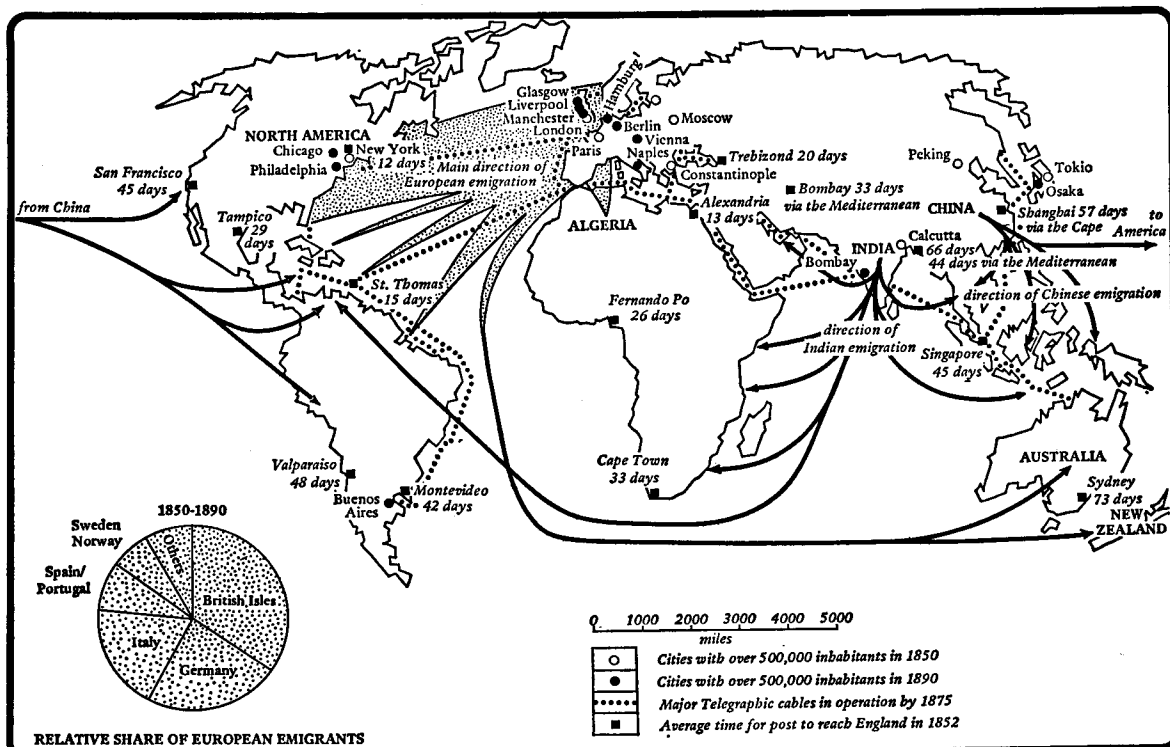 Glasgow
Liverpool
Manchester
London
Hamburg
Paris
Berlin
Vienna
Naples
Moscow
Constantinople
Trebizond 20 days
NORTH AMERICA
Chicago
Philadelphia
New York
12 days
Main direction of
European emigration
San Francisco
45 days
from China
Tampico
29
days
St. Thomas
15 days
ALGERIA
Alexandria
13 days
Bombay 33 days
via the Mediterranean
Peking
Tokio
Osaka
CHINA
Shanghai 57 days
via the Cape
to
America
INDIA
Bombay
Calcutta
66 days
44 days via the Mediterranean
direction of Chinese emigration
Fernando Po
26 days
direction of
Indian emigration
Singapore
45 days
Valparaiso
48 days
Buenos
Aires
Montevideo
42 days
Cape Town
33 days
AUSTRALIA
Sydney
73 days
NEW
ZEALAND
1850-1890
Sweden
Norway
Others
Spain/
Portugal
British Isles
Italy
Germany
RELATIVE SHARE OF EUROPEAN EMIGRANTS
0 1000 2000 3000 4000 5000
miles
Cities with over 500,000 inhabitants in 1850
Cities with over 500,000 inhabitants in 1890
Major Telegraphic cables in operation by 1875
Average time for post to reach England in 1852